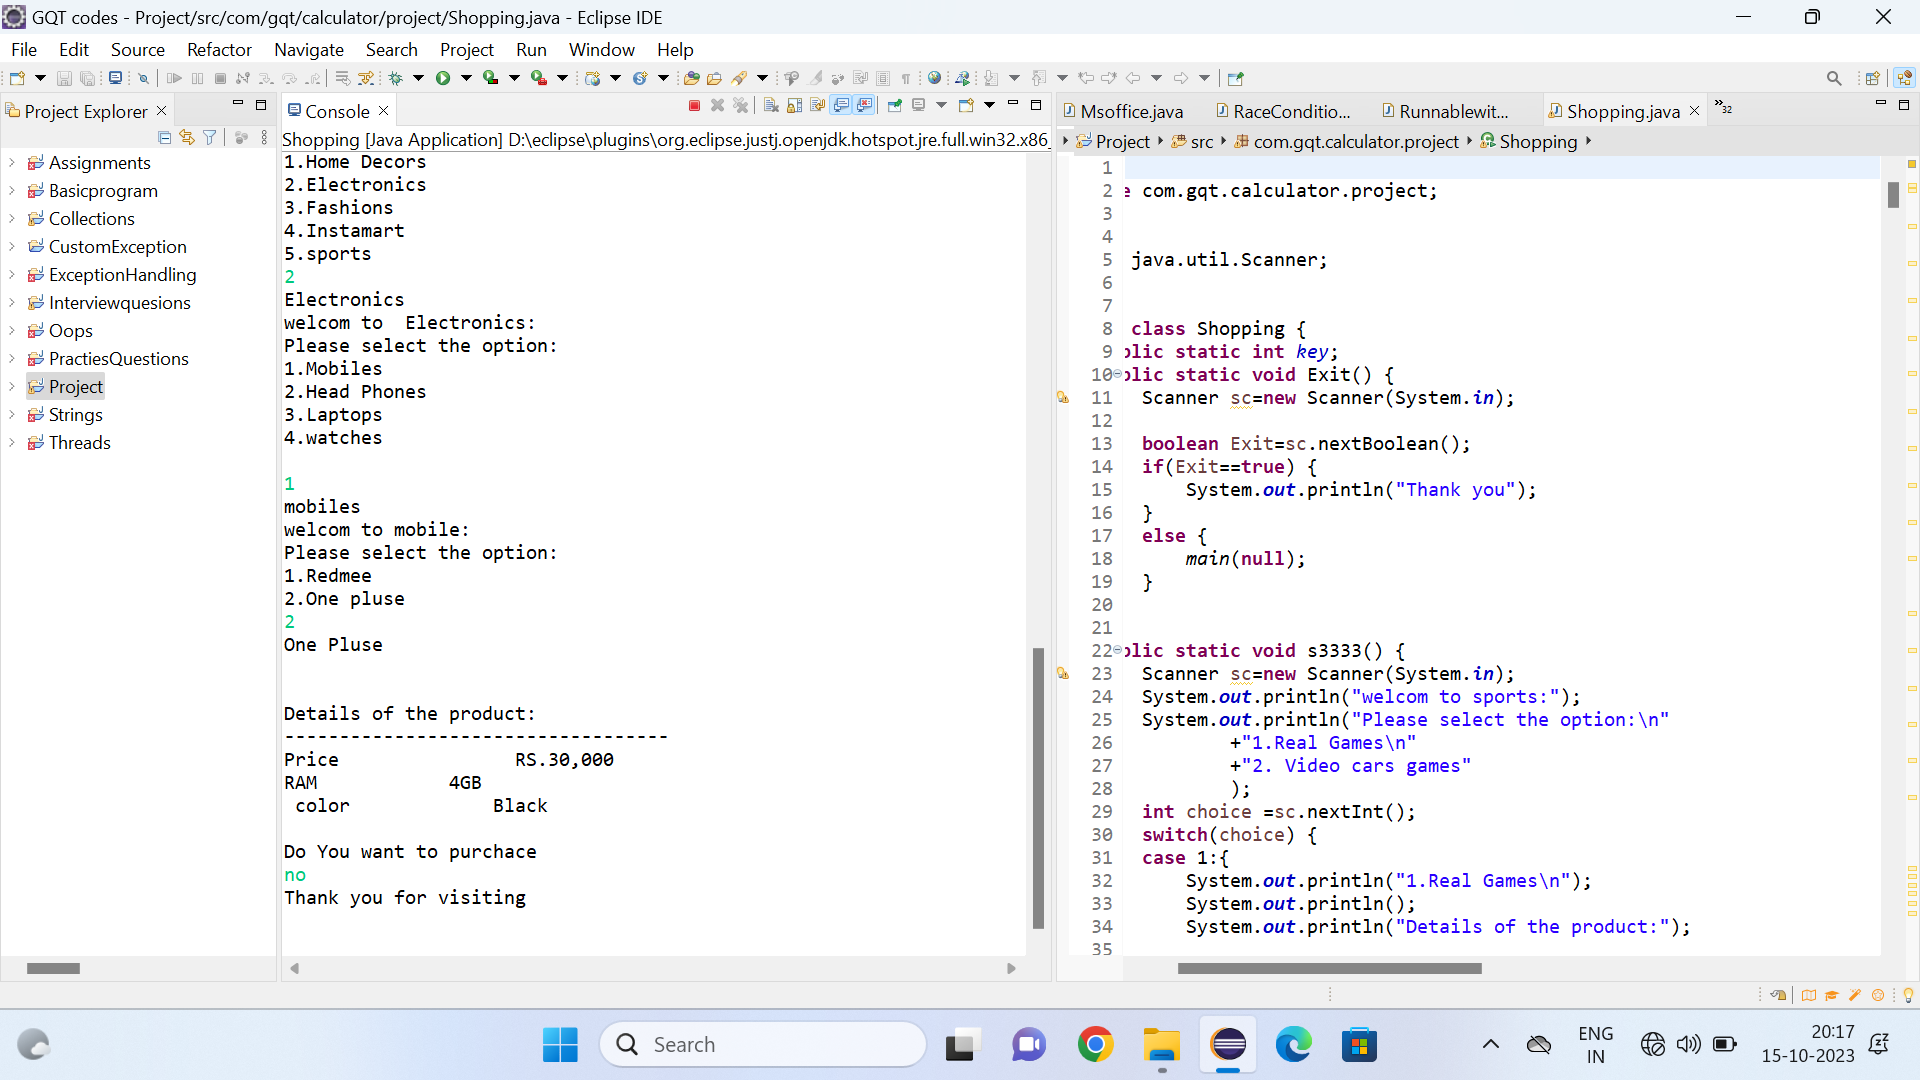 GQT codes - Project/src/com/gqt/calculator/project/Shopping.java - Eclipse IDE
File Edit Source Refactor Navigate Search Project Run Window Help
Project Explorer
Assignments
Basicprogram
Collections
CustomException
ExceptionHandling
Interviewquesions
Oops
PractiesQuestions
Project
Strings
Threads
Console
Shopping [Java Application] D:\eclipse\plugins\org.eclipse.justj.openjdk.hotspot.jre.full.win32.x86_
1.Home Decors
2.Electronics
3.Fashions
4.Instamart
5.sports
2
Electronics
welcom to  Electronics:
Please select the option:
1.Mobiles
2.Head Phones
3.Laptops
4.watches
1
mobiles
welcom to mobile:
Please select the option:
1.Redmee
2.One pluse
2
One Pluse
Details of the product:
-----------------------------------
Price                RS.30,000
RAM            4GB
 color             Black
Do You want to purchace
no
Thank you for visiting
Msoffice.java RaceConditio... Runnablewit... Shopping.java »32
Project src com.gqt.calculator.project Shopping
1
2 e com.gqt.calculator.project;
3
4
5 java.util.Scanner;
6
7
8 class Shopping {
9 blic static int key;
10 blic static void Exit() {
11 Scanner sc=new Scanner(System.in);
12
13 boolean Exit=sc.nextBoolean();
14 if(Exit==true) {
15     System.out.println("Thank you");
16 }
17 else {
18     main(null);
19 }
20
21
22 blic static void s3333() {
23 Scanner sc=new Scanner(System.in);
24 System.out.println("welcom to sports:");
25 System.out.println("Please select the option:\n"
26         +"1.Real Games\n"
27         +"2. Video cars games"
28         );
29 int choice =sc.nextInt();
30 switch(choice) {
31 case 1:{
32     System.out.println("1.Real Games\n");
33     System.out.println();
34     System.out.println("Details of the product:");
35
Search
ENG
IN
20:17
15-10-2023